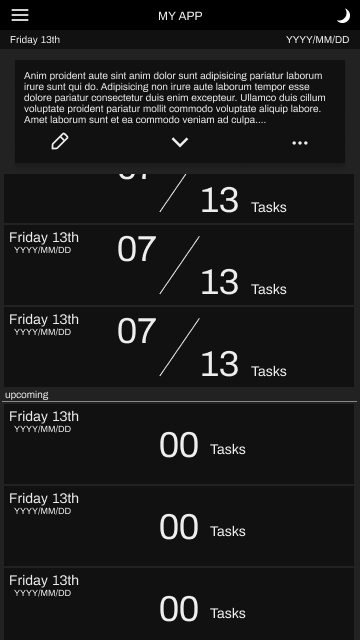 MY APP
Friday 13th YYYY/MM/DD
Anim proident aute sint anim dolor sunt adipisicing pariatur laborum
irure sunt qui do. Adipisicing non irure aute laborum tempor esse
dolore pariatur consectetur duis enim excepteur. Ullamco duis cillum
voluptate proident pariatur mollit commodo voluptate aliquip labore.
Amet laborum sunt et ea commodo veniam ad culpa....
07
13 Tasks
Friday 13th
YYYY/MM/DD
07
13 Tasks
Friday 13th
YYYY/MM/DD
07
13 Tasks
upcoming
Friday 13th
YYYY/MM/DD
00 Tasks
Friday 13th
YYYY/MM/DD
00 Tasks
Friday 13th
YYYY/MM/DD
00 Tasks